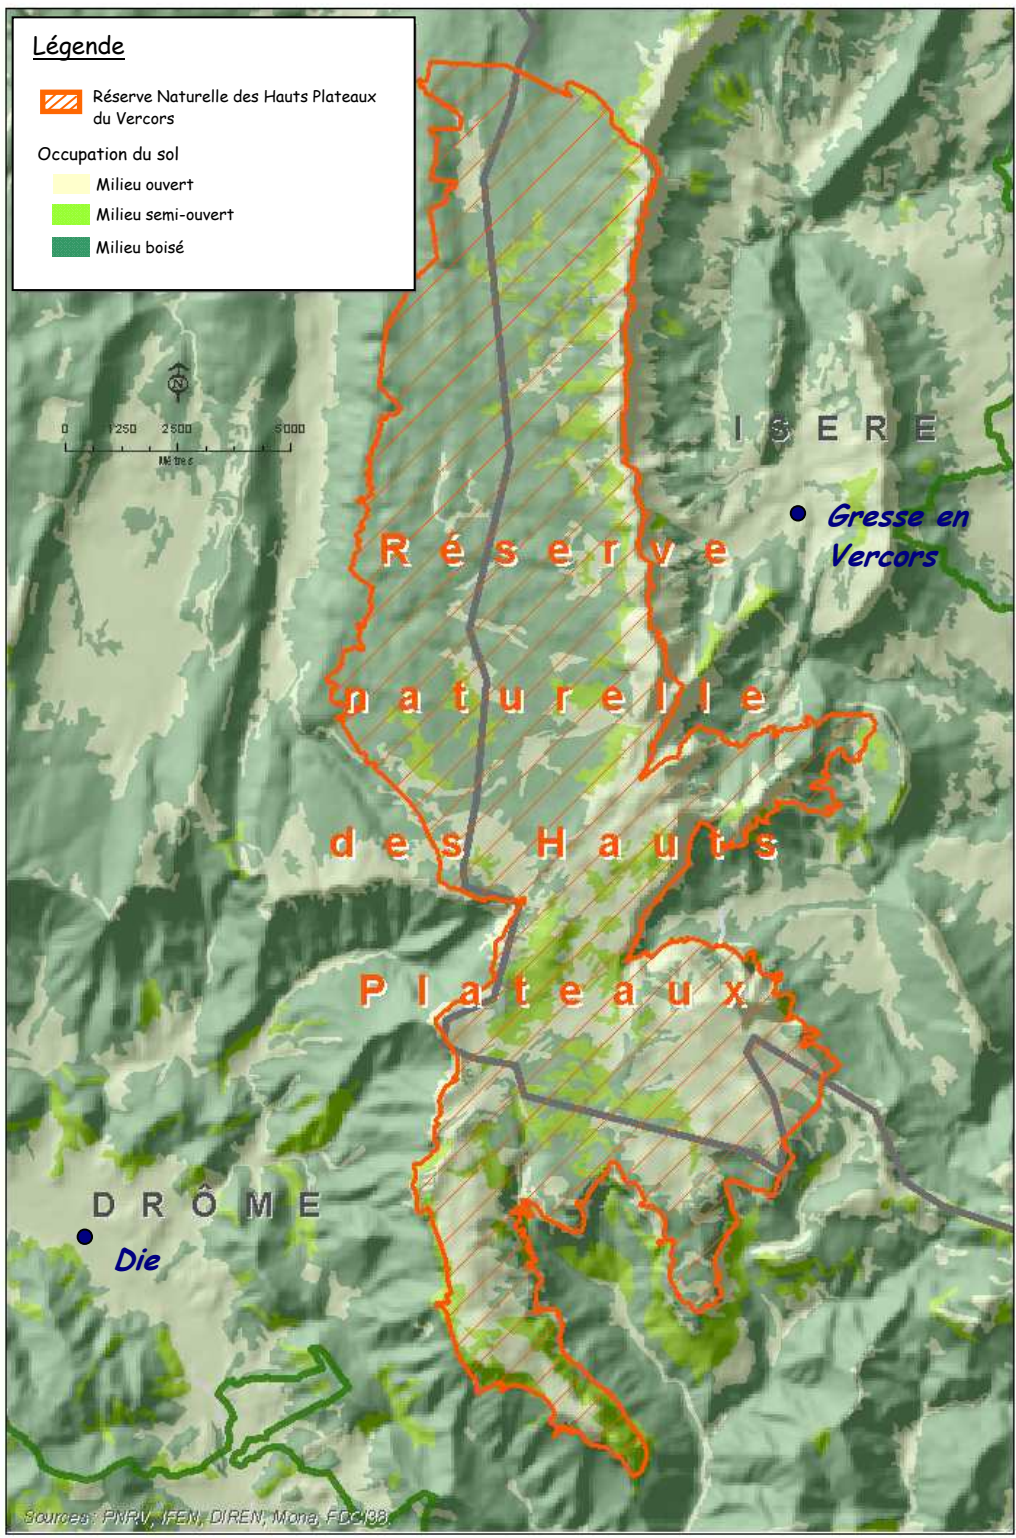 Légende
Réserve Naturelle des Hauts Plateaux
du Vercors
Occupation du sol
Milieu ouvert
Milieu semi-ouvert
Milieu boisé
N
0 1250 2500 5000
Mètres
ISERE
Gresse en
Vercors
Réserve
naturelle
des Hauts
Plateaux
DRÔME
Die
Sources : PNRV, IFEN, DIREN, Mona, FDC38,